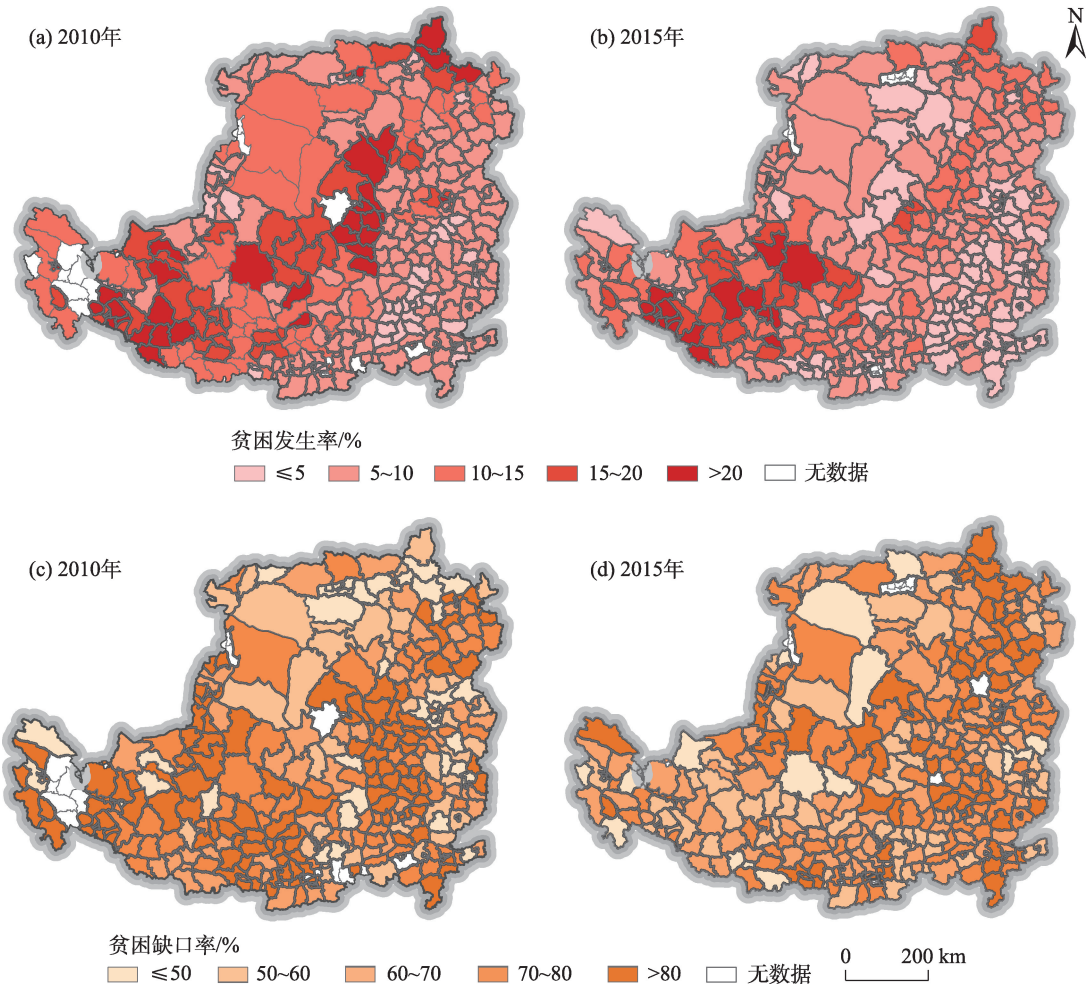 (a) 2010年
(b) 2015年
N
贫困发生率/%
≤5 5~10 10~15 15~20 >20 无数据
(c) 2010年
(d) 2015年
贫困缺口率/%
≤50 50~60 60~70 70~80 >80 无数据
0 200 km